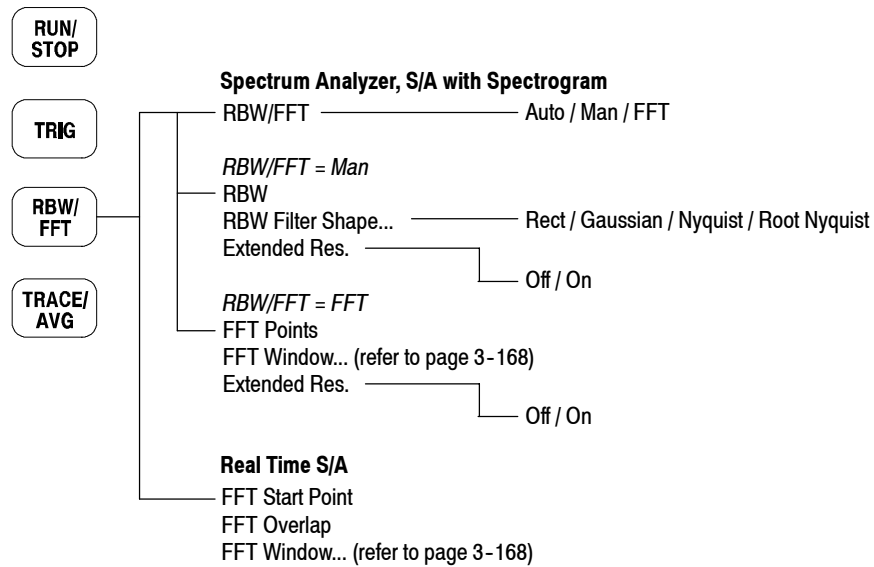 RUN/
STOP
TRIG
RBW/
FFT
TRACE/
AVG
Spectrum Analyzer, S/A with Spectrogram
RBW/FFT Auto / Man / FFT
RBW/FFT = Man
RBW
RBW Filter Shape... Rect / Gaussian / Nyquist / Root Nyquist
Extended Res.
Off / On
RBW/FFT = FFT
FFT Points
FFT Window... (refer to page 3-168)
Extended Res.
Off / On
Real Time S/A
FFT Start Point
FFT Overlap
FFT Window... (refer to page 3-168)